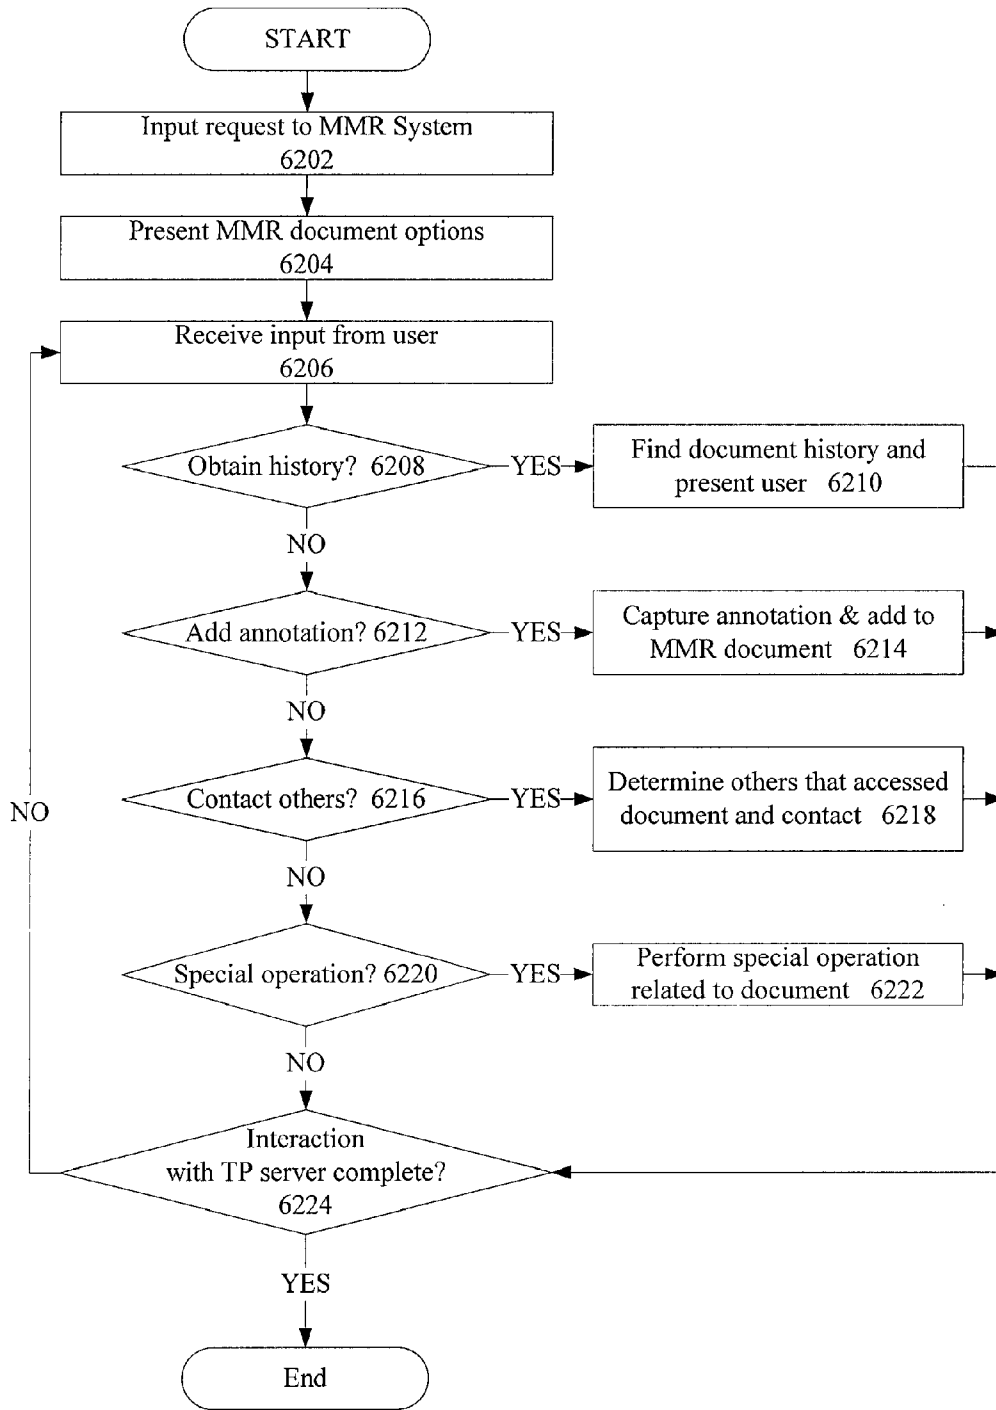 START
Input request to MMR System
6202
Present MMR document options
6204
Receive input from user
6206
Obtain history? 6208
YES
Find document history and
present user 6210
NO
Add annotation? 6212
YES
Capture annotation & add to
MMR document 6214
NO
Contact others? 6216
YES
Determine others that accessed
document and contact 6218
NO
NO
Special operation? 6220
YES
Perform special operation
related to document 6222
NO
Interaction
with TP server complete?
6224
YES
End